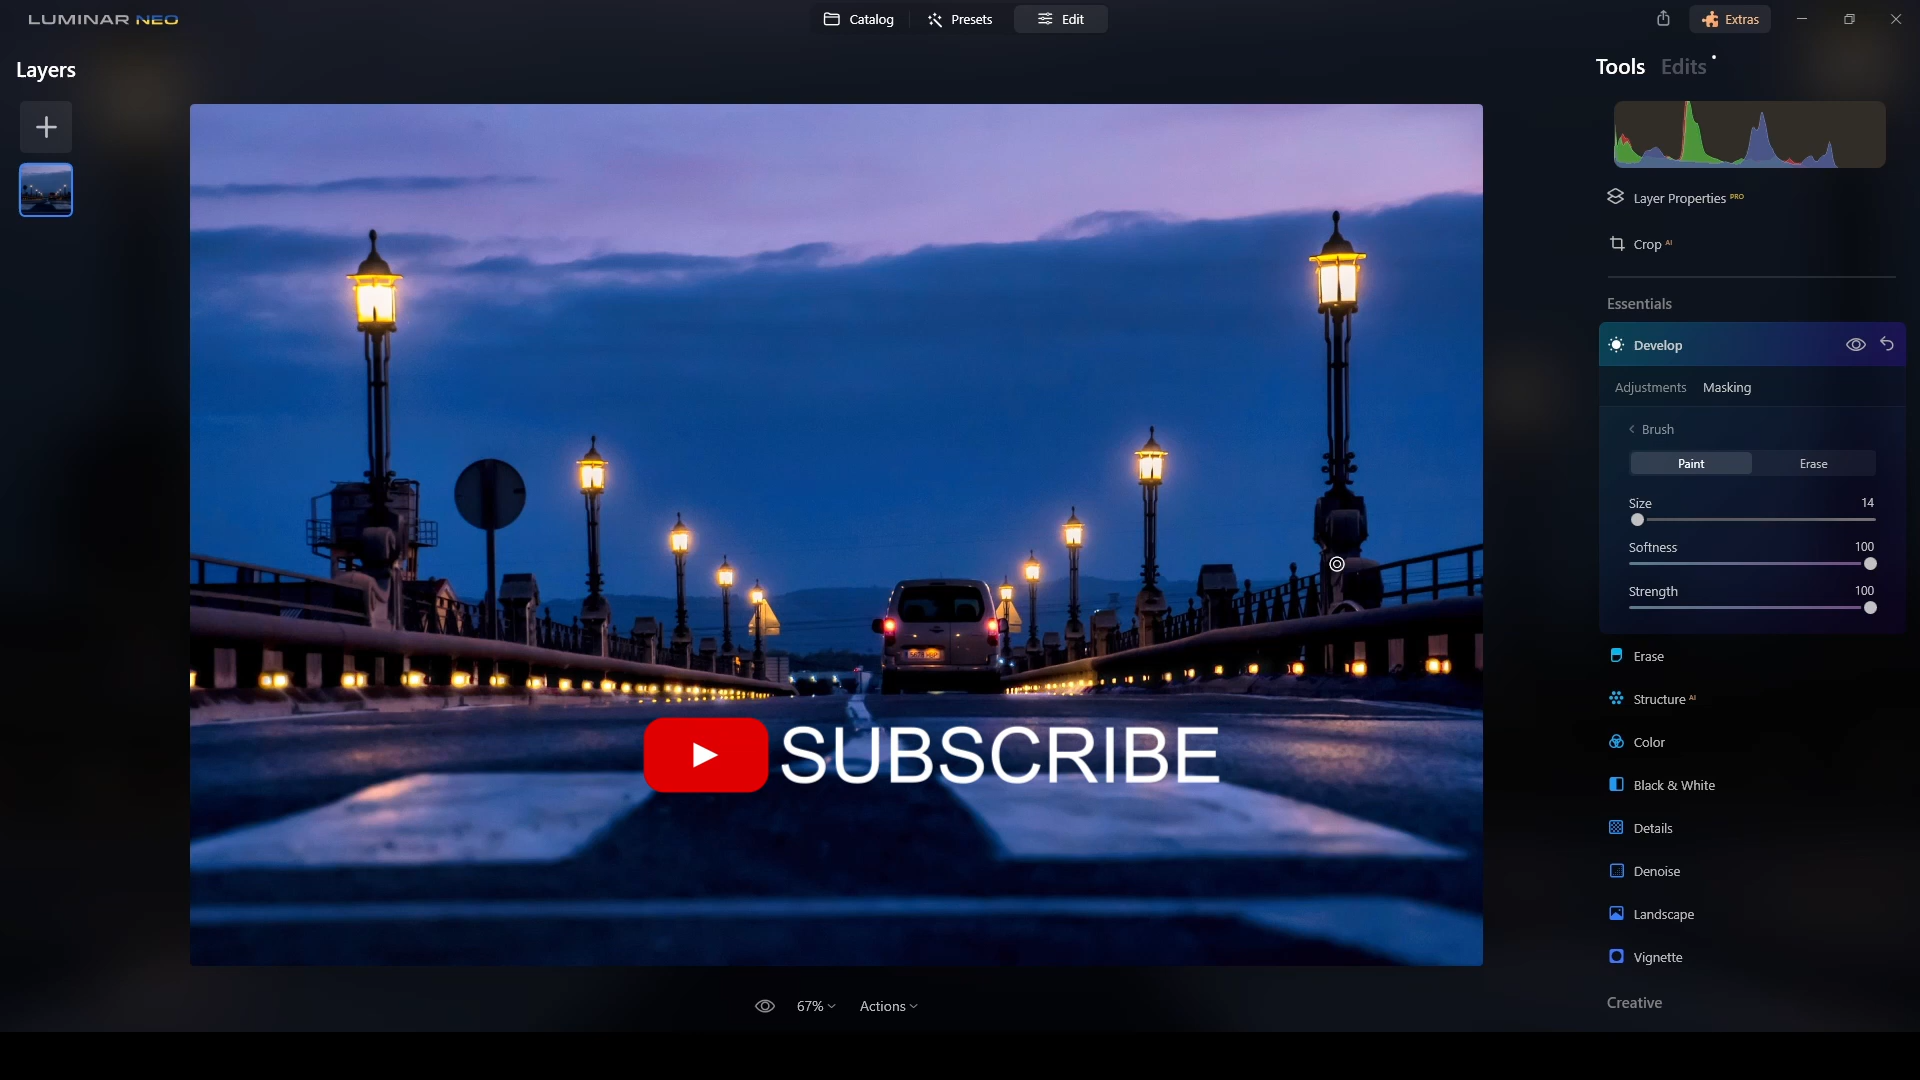 LUMINAR NEO
Catalog
Presets
Edit
Extras
Layers
Tools
Edits
Layer Properties PRO
Crop AI
Essentials
Develop
Adjustments
Masking
Brush
Paint
Erase
Size
14
Softness
100
Strength
100
Erase
Structure AI
Color
Black & White
Details
Denoise
Landscape
Vignette
Creative
SUBSCRIBE
67%
Actions